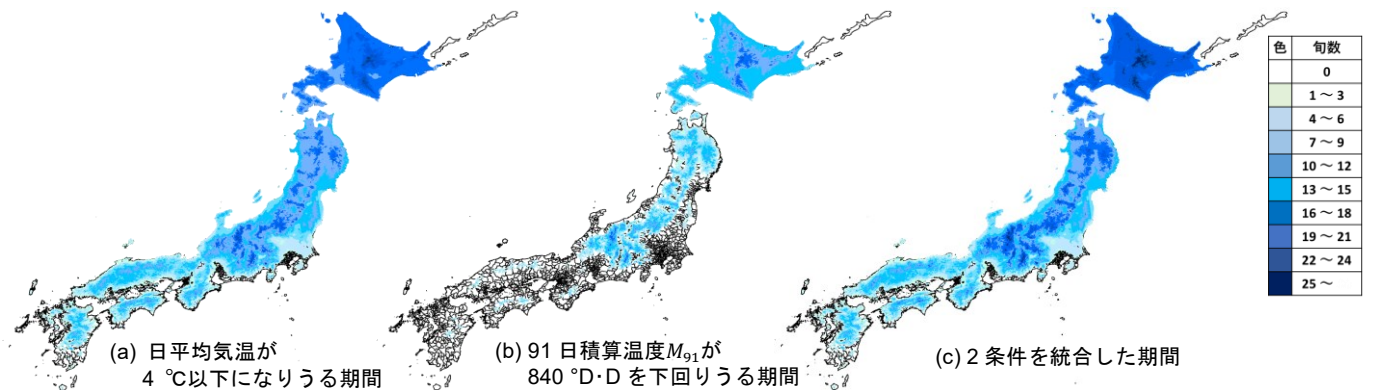 色 旬数
0
1 ~ 3
4 ~ 6
7 ~ 9
10 ~ 12
13 ~ 15
16 ~ 18
19 ~ 21
22 ~ 24
25 ~
(a) 日平均気温が
4 ℃以下になりうる期間
(b) 91 日積算温度M₉₁が
840 °D·D を下回りうる期間
(c) 2 条件を統合した期間